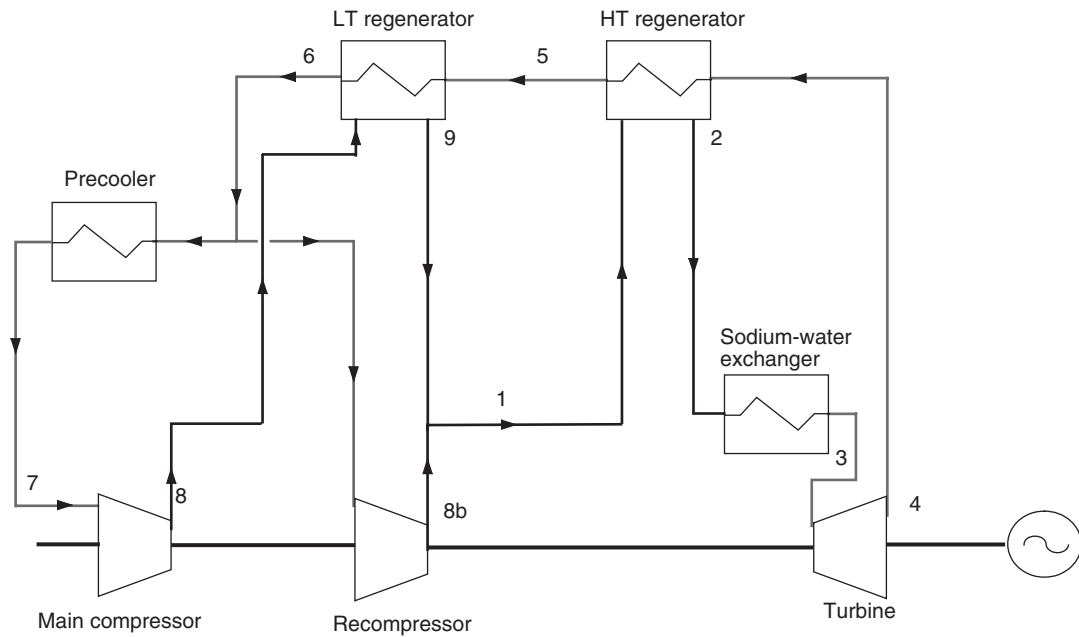 LT regenerator
HT regenerator
6
5
9
2
Precooler
Sodium-water
exchanger
1
3
7
8
8b
4
Main compressor
Recompressor
Turbine